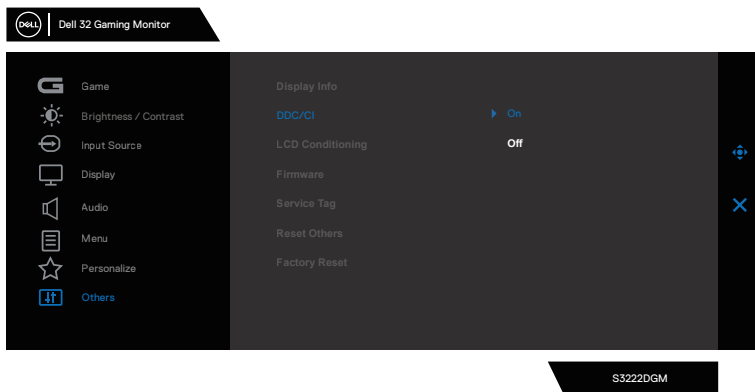 DELL
Dell 32 Gaming Monitor
Game
Brightness / Contrast
Input Source
Display
Audio
Menu
Personalize
Others
Display Info
DDC/CI
On
Off
LCD Conditioning
Firmware
Service Tag
Reset Others
Factory Reset
S3222DGM